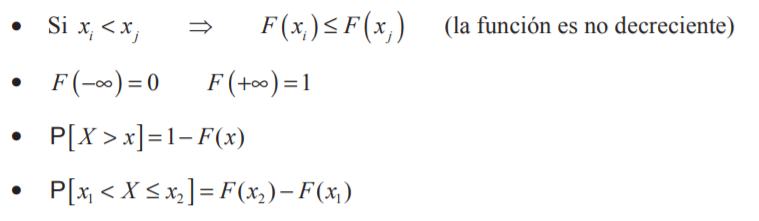 • Si xᵢ < xⱼ ⇒ F(xᵢ) ≤ F(xⱼ) (la función es no decreciente)
• F(−∞) = 0 F(+∞) = 1
• P[X > x] = 1 − F(x)
• P[x₁ < X ≤ x₂] = F(x₂) − F(x₁)